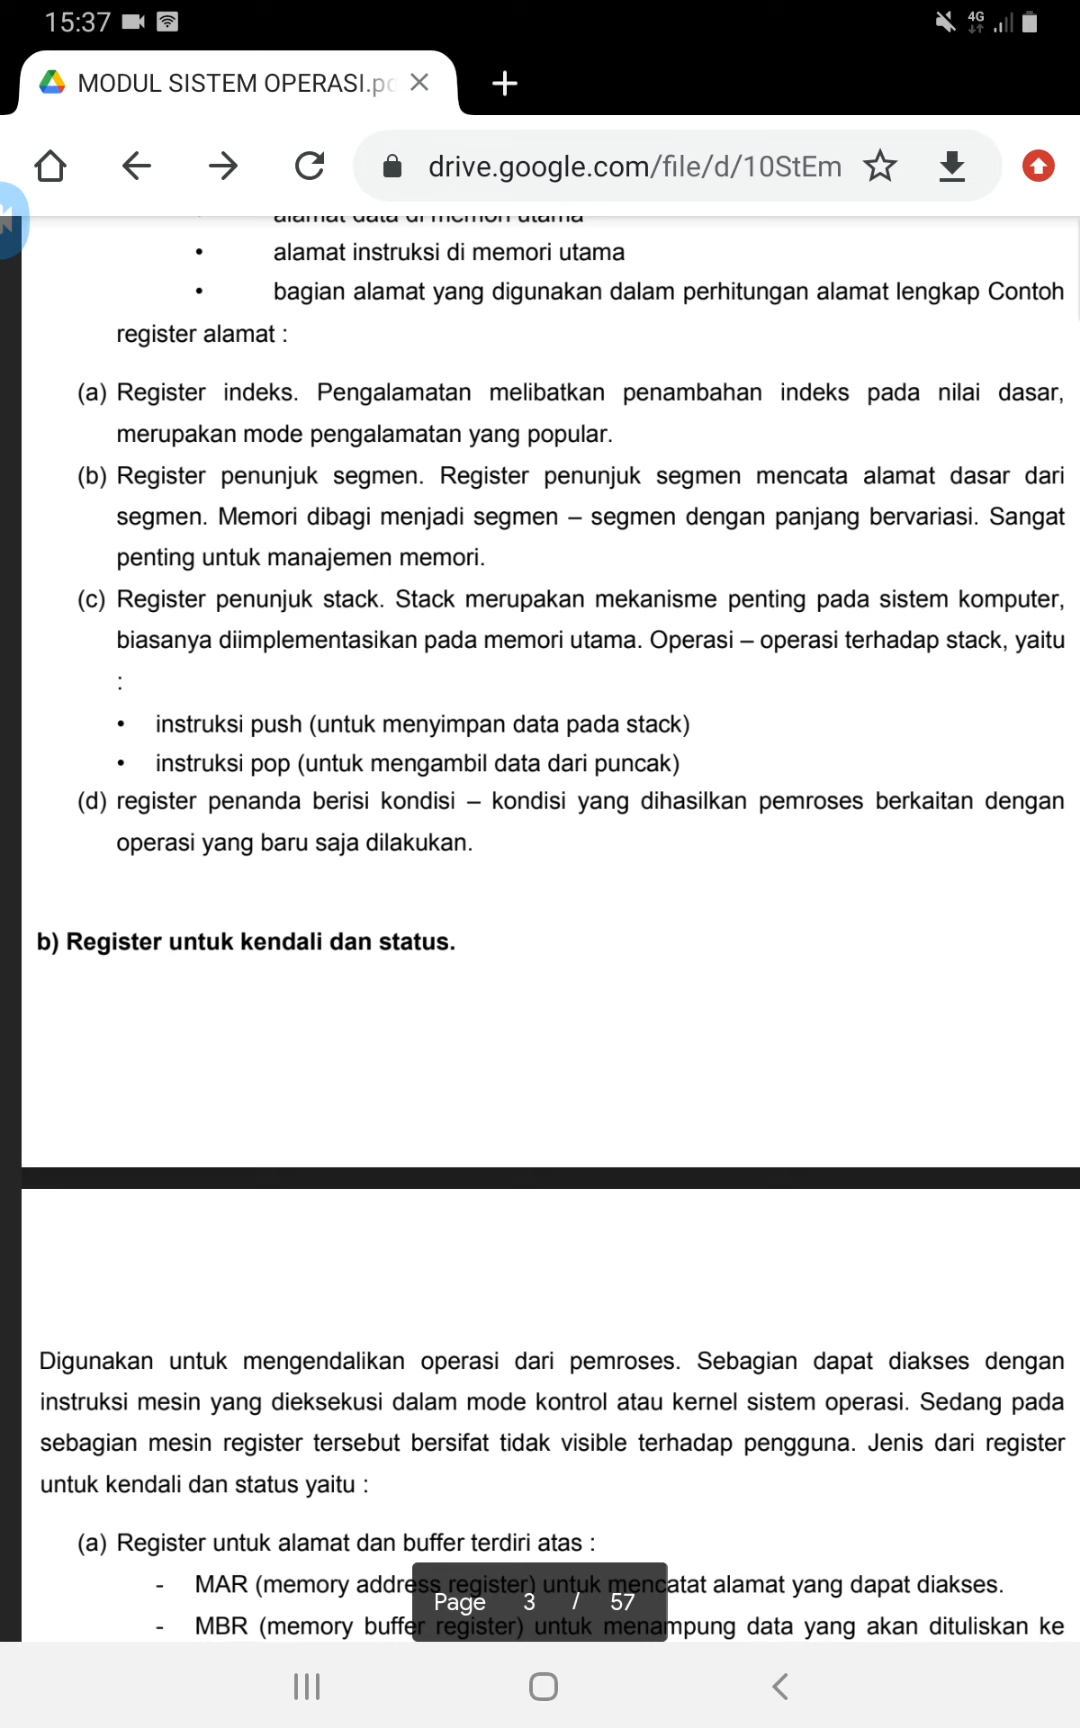 15:37
4G
MODUL SISTEM OPERASI.pd
drive.google.com/file/d/10StEm
alamat data di memori utama
• alamat instruksi di memori utama
• bagian alamat yang digunakan dalam perhitungan alamat lengkap Contoh
register alamat :
(a) Register indeks. Pengalamatan melibatkan penambahan indeks pada nilai dasar,
merupakan mode pengalamatan yang popular.
(b) Register penunjuk segmen. Register penunjuk segmen mencata alamat dasar dari
segmen. Memori dibagi menjadi segmen – segmen dengan panjang bervariasi. Sangat
penting untuk manajemen memori.
(c) Register penunjuk stack. Stack merupakan mekanisme penting pada sistem komputer,
biasanya diimplementasikan pada memori utama. Operasi – operasi terhadap stack, yaitu
:
• instruksi push (untuk menyimpan data pada stack)
• instruksi pop (untuk mengambil data dari puncak)
(d) register penanda berisi kondisi – kondisi yang dihasilkan pemroses berkaitan dengan
operasi yang baru saja dilakukan.
b) Register untuk kendali dan status.
Digunakan untuk mengendalikan operasi dari pemroses. Sebagian dapat diakses dengan
instruksi mesin yang dieksekusi dalam mode kontrol atau kernel sistem operasi. Sedang pada
sebagian mesin register tersebut bersifat tidak visible terhadap pengguna. Jenis dari register
untuk kendali dan status yaitu :
(a) Register untuk alamat dan buffer terdiri atas :
- MAR (memory address register) untuk mencatat alamat yang dapat diakses.
Page 3 / 57
- MBR (memory buffer register) untuk menampung data yang akan dituliskan ke